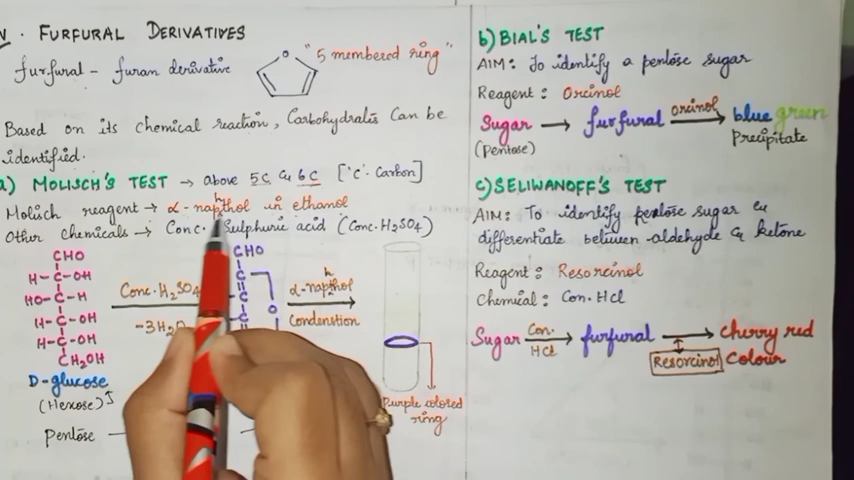 V. FURFURAL DERIVATIVES
furfural - furan derivative
O
"5 membered ring"
Based on its chemical reaction, Carbohydrates Can be
identified.
a) MOLISCH'S TEST → above 5C & 6C ['C'- Carbon]
Molisch reagent → α-napthol in ethanol
h
Other chemicals → Conc. Sulphuric acid (Conc. H₂SO₄)
CHO
H-C-OH
HO-C-H
H-C-OH
H-C-OH
CH₂OH
D-glucose
(Hexose)
Pentose
Conc. H₂SO₄
-3H₂O
CHO
C
C
C
C
O
α-napthol
h
Condenstion
Purple colored
ring
b) BIAL'S TEST
AIM: To identify a pentose sugar
Reagent: Orcinol
Sugar → furfural orcinol → blue green
(Pentose)
Precipitate
c) SELIWANOFF'S TEST
AIM: To identify pentose sugar &
differentiate between -aldehyde & ketone
Reagent: Resorcinol
Chemical: Con. HCl
Sugar Con. HCl → furfural → cherry red
Resorcinol Colour